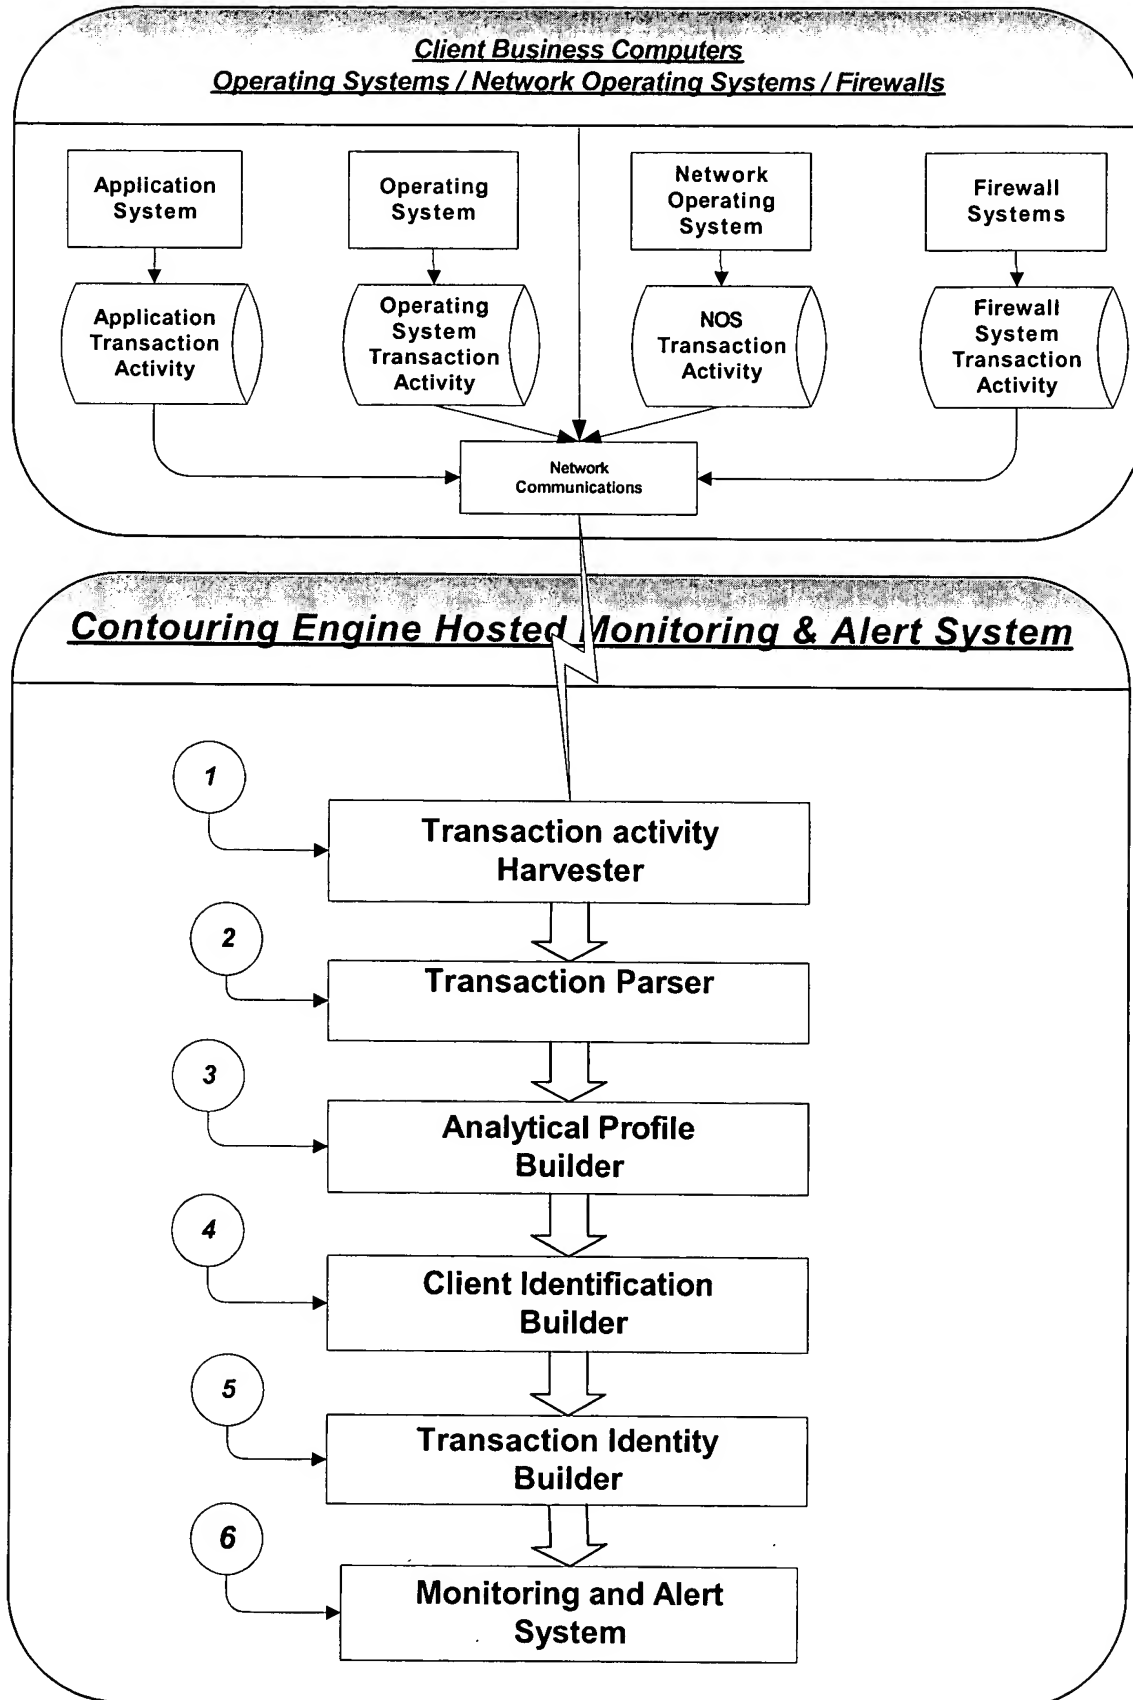 Client Business Computers
Operating Systems / Network Operating Systems / Firewalls
Application
System
Operating
System
Network
Operating
System
Firewall
Systems
Application
Transaction
Activity
Operating
System
Transaction
Activity
NOS
Transaction
Activity
Firewall
System
Transaction
Activity
Network
Communications
Contouring Engine Hosted Monitoring & Alert System
1
Transaction activity
Harvester
2
Transaction Parser
3
Analytical Profile
Builder
4
Client Identification
Builder
5
Transaction Identity
Builder
6
Monitoring and Alert
System